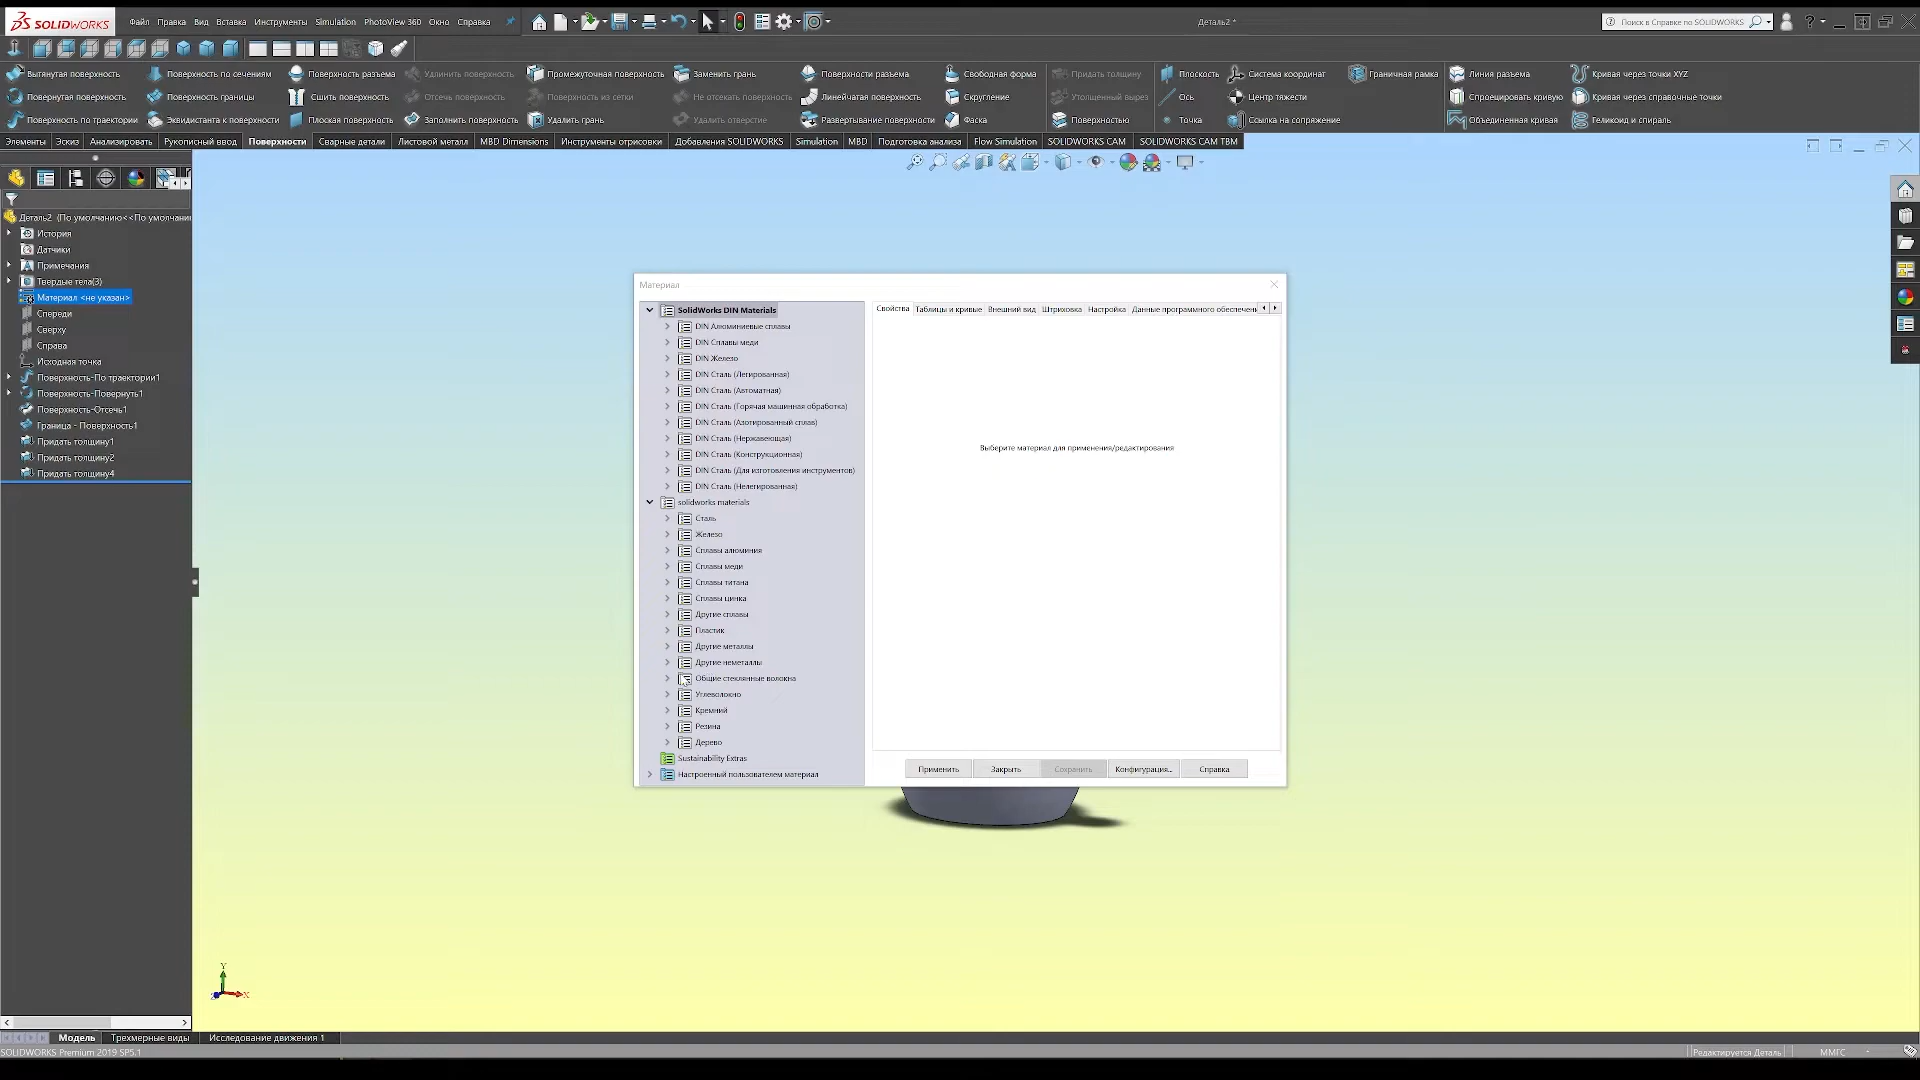 SOLIDWORKS Файл Правка Вид Вставка Инструменты Simulation PhotoView 360 Окно Справка Деталь2 * Поиск в Справке по SOLIDWORKS
Вытянутая поверхность Поверхность по сечениям Поверхность разъема Удлинить поверхность Промежуточная поверхность Заменить грань Поверхности разъема Свободная форма Придать толщину Плоскость Система координат Граничная рамка Линия разъема Кривая через точки XYZ
Повернутая поверхность Поверхность границы Сшить поверхность Отсечь поверхность Поверхность из сетки Не отсекать поверхность Линейчатая поверхность Скругление Утолщенный вырез Ось Центр тяжести Спроецировать кривую Кривая через справочные точки
Поверхность по траектории Эквидистанта к поверхности Плоская поверхность Заполнить поверхность Удалить грань Удалить отверстие Развертывание поверхности Фаска Поверхностью Точка Ссылка на сопряжение Объединенная кривая Геликоид и спираль
Элементы Эскиз Анализировать Рукописный ввод Поверхности Сварные детали Листовой металл MBD Dimensions Инструменты отрисовки Добавления SOLIDWORKS Simulation MBD Подготовка анализа Flow Simulation SOLIDWORKS CAM SOLIDWORKS CAM TBM
Деталь2 (По умолчанию<<По умолчани
История
Датчики
Примечания
Твердые тела(3)
Материал <не указан>
Спереди
Сверху
Справа
Исходная точка
Поверхность-По траектории1
Поверхность-Повернуть1
Поверхность-Отсечь1
Граница - Поверхность1
Придать толщину1
Придать толщину2
Придать толщину4
Материал
SolidWorks DIN Materials
DIN Алюминиевые сплавы
DIN Сплавы меди
DIN Железо
DIN Сталь (Легированная)
DIN Сталь (Автоматная)
DIN Сталь (Горячая машинная обработка)
DIN Сталь (Азотированный сплав)
DIN Сталь (Нержавеющая)
DIN Сталь (Конструкционная)
DIN Сталь (Для изготовления инструментов)
DIN Сталь (Нелегированная)
solidworks materials
Сталь
Железо
Сплавы алюминия
Сплавы меди
Сплавы титана
Сплавы цинка
Другие сплавы
Пластик
Другие металлы
Другие неметаллы
Общие стеклянные волокна
Углеволокно
Кремний
Резина
Дерево
Sustainability Extras
Настроенный пользователем материал
Свойства Таблицы и кривые Внешний вид Штриховка Настройка Данные программного обеспечени
Выберите материал для применения/редактирования
Применить Закрыть Сохранить Конфигурация... Справка
Y
X
Z
Модель Трехмерные виды Исследование движения 1
SOLIDWORKS Premium 2019 SP5.1 Редактируется Деталь ММГС